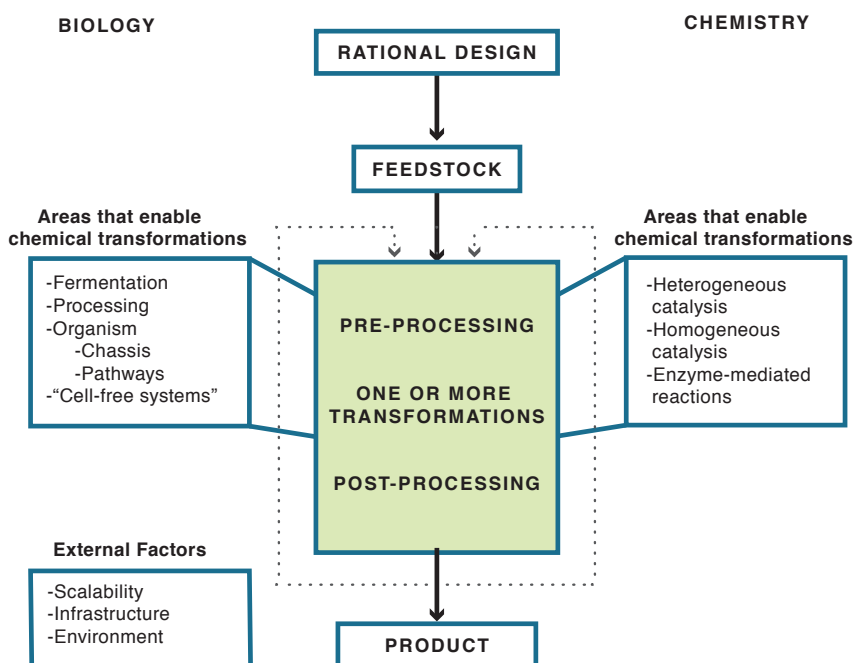 BIOLOGY
CHEMISTRY
RATIONAL DESIGN
FEEDSTOCK
Areas that enable
chemical transformations
-Fermentation
-Processing
-Organism
-Chassis
-Pathways
-“Cell-free systems”
PRE-PROCESSING
ONE OR MORE
TRANSFORMATIONS
POST-PROCESSING
Areas that enable
chemical transformations
-Heterogeneous
catalysis
-Homogeneous
catalysis
-Enzyme-mediated
reactions
External Factors
-Scalability
-Infrastructure
-Environment
PRODUCT